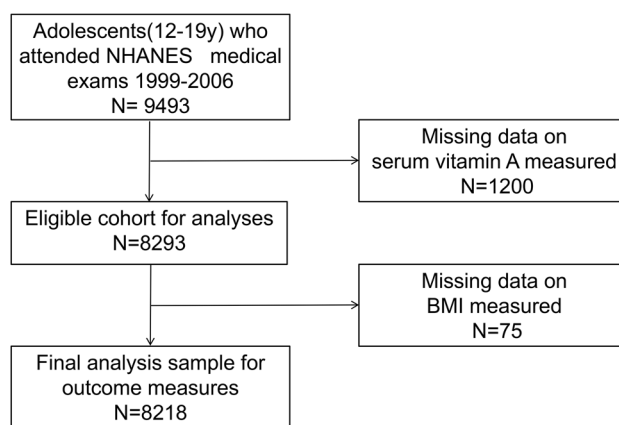 Adolescents(12-19y) who
attended NHANES medical
exams 1999-2006
N= 9493
Missing data on
serum vitamin A measured
N=1200
Eligible cohort for analyses
N=8293
Missing data on
BMI measured
N=75
Final analysis sample for
outcome measures
N=8218